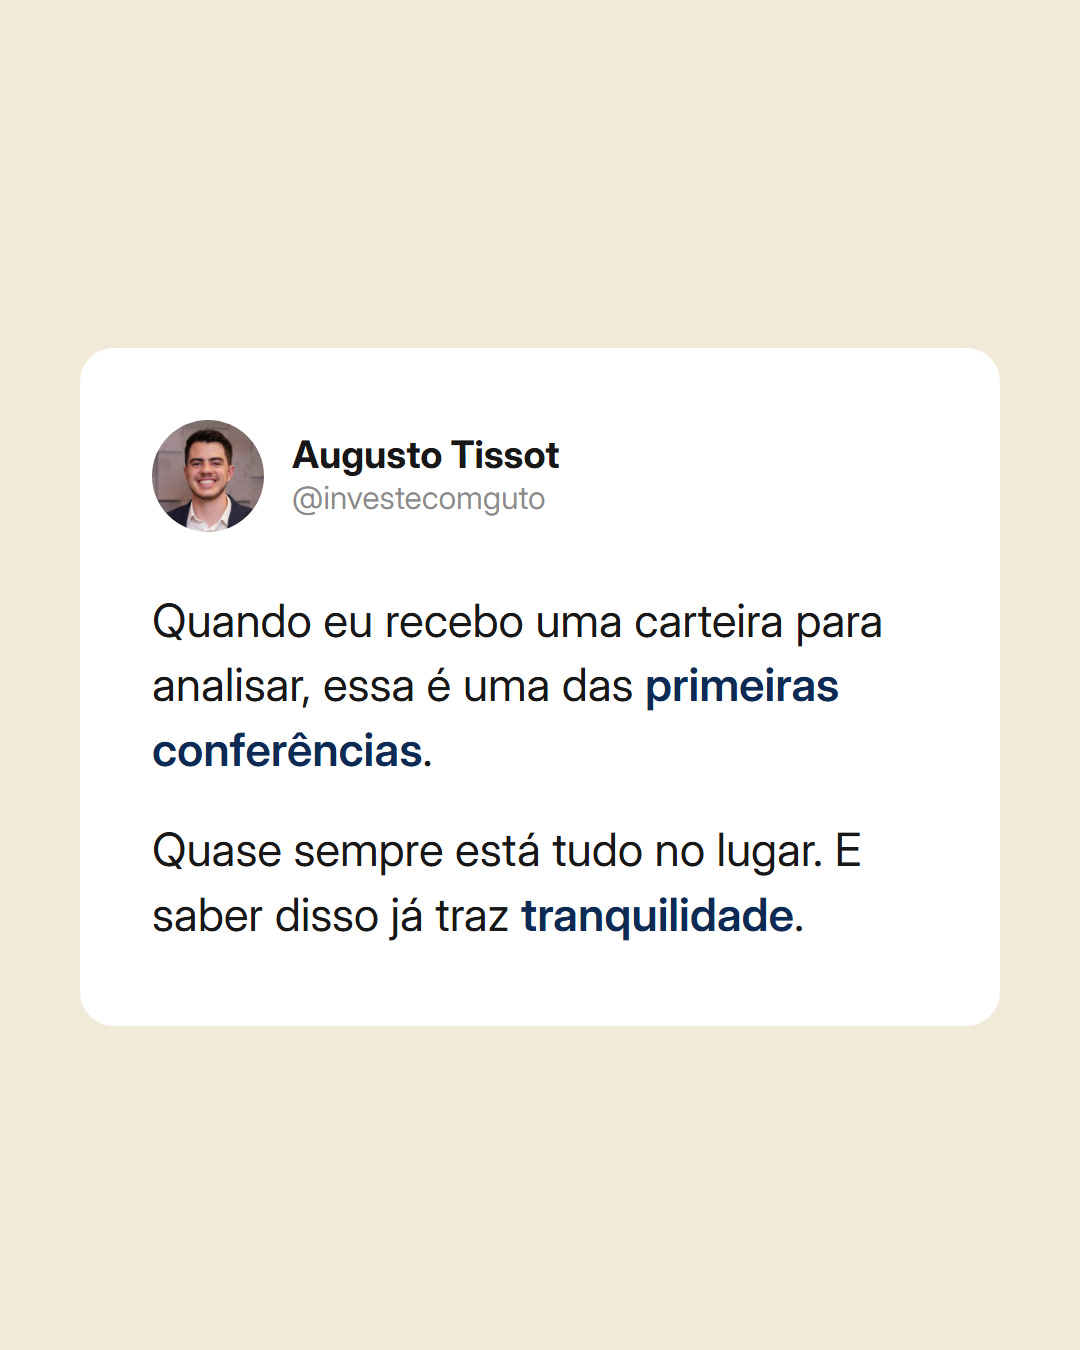 Augusto Tissot
@investecomguto
Quando eu recebo uma carteira para
analisar, essa é uma das primeiras
conferências.
Quase sempre está tudo no lugar. E
saber disso já traz tranquilidade.